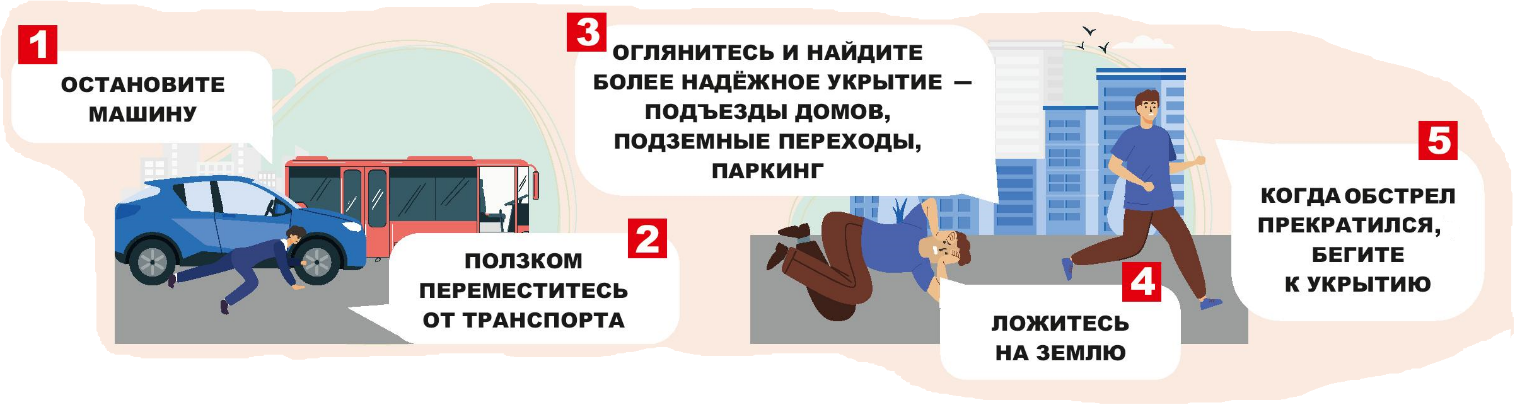 1
ОСТАНОВИТЕ
МАШИНУ
2
ПОЛЗКОМ
ПЕРЕМЕСТИТЕСЬ
ОТ ТРАНСПОРТА
3
ОГЛЯНИТЕСЬ И НАЙДИТЕ
БОЛЕЕ НАДЁЖНОЕ УКРЫТИЕ —
ПОДЪЕЗДЫ ДОМОВ,
ПОДЗЕМНЫЕ ПЕРЕХОДЫ,
ПАРКИНГ
4
ЛОЖИТЕСЬ
НА ЗЕМЛЮ
5
КОГДА ОБСТРЕЛ
ПРЕКРАТИЛСЯ,
БЕГИТЕ
К УКРЫТИЮ